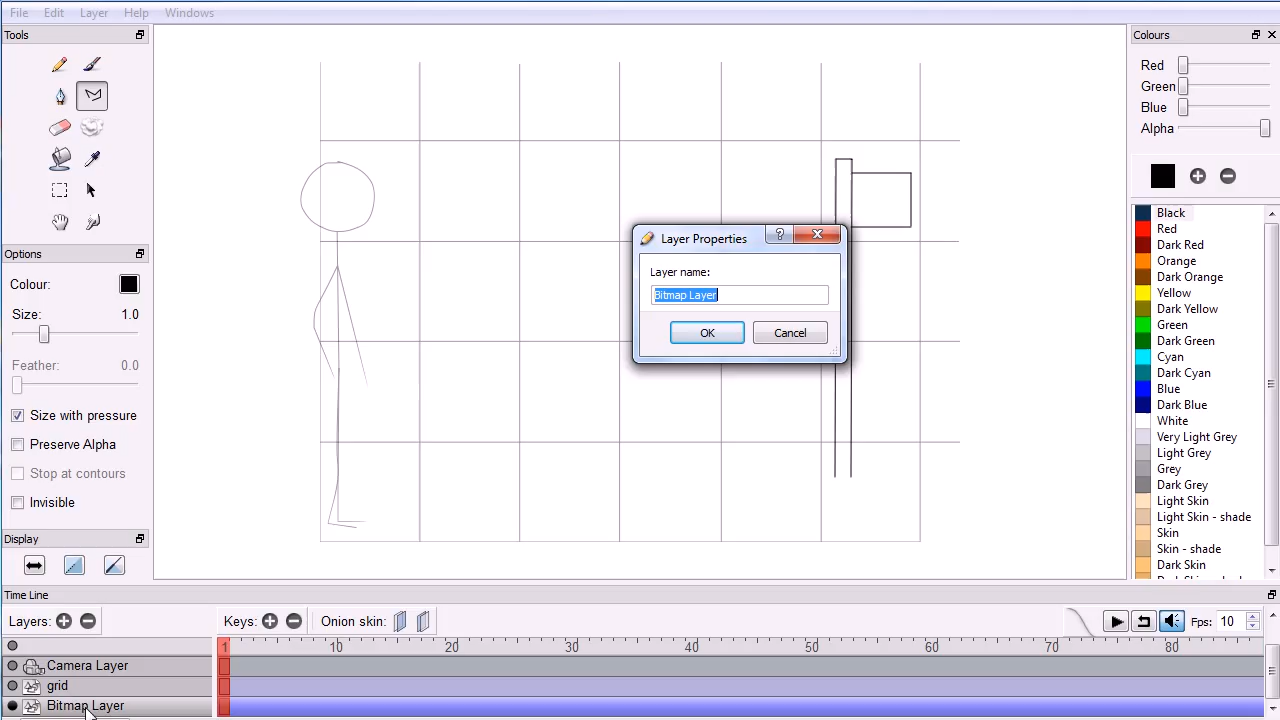 File Edit Layer Help Windows
Tools
Options
Colour:
Size: 1.0
Feather: 0.0
Size with pressure
Preserve Alpha
Stop at contours
Invisible
Display
Layer Properties
Layer name:
Bitmap Layer
OK Cancel
Colours
Red
Green
Blue
Alpha
Black
Red
Dark Red
Orange
Dark Orange
Yellow
Dark Yellow
Green
Dark Green
Cyan
Dark Cyan
Blue
Dark Blue
White
Very Light Grey
Light Grey
Grey
Dark Grey
Light Skin
Light Skin - shade
Skin
Skin - shade
Dark Skin
Time Line
Layers: Keys: Onion skin: Fps: 10
1 10 20 30 40 50 60 70 80
Camera Layer
grid
Bitmap Layer